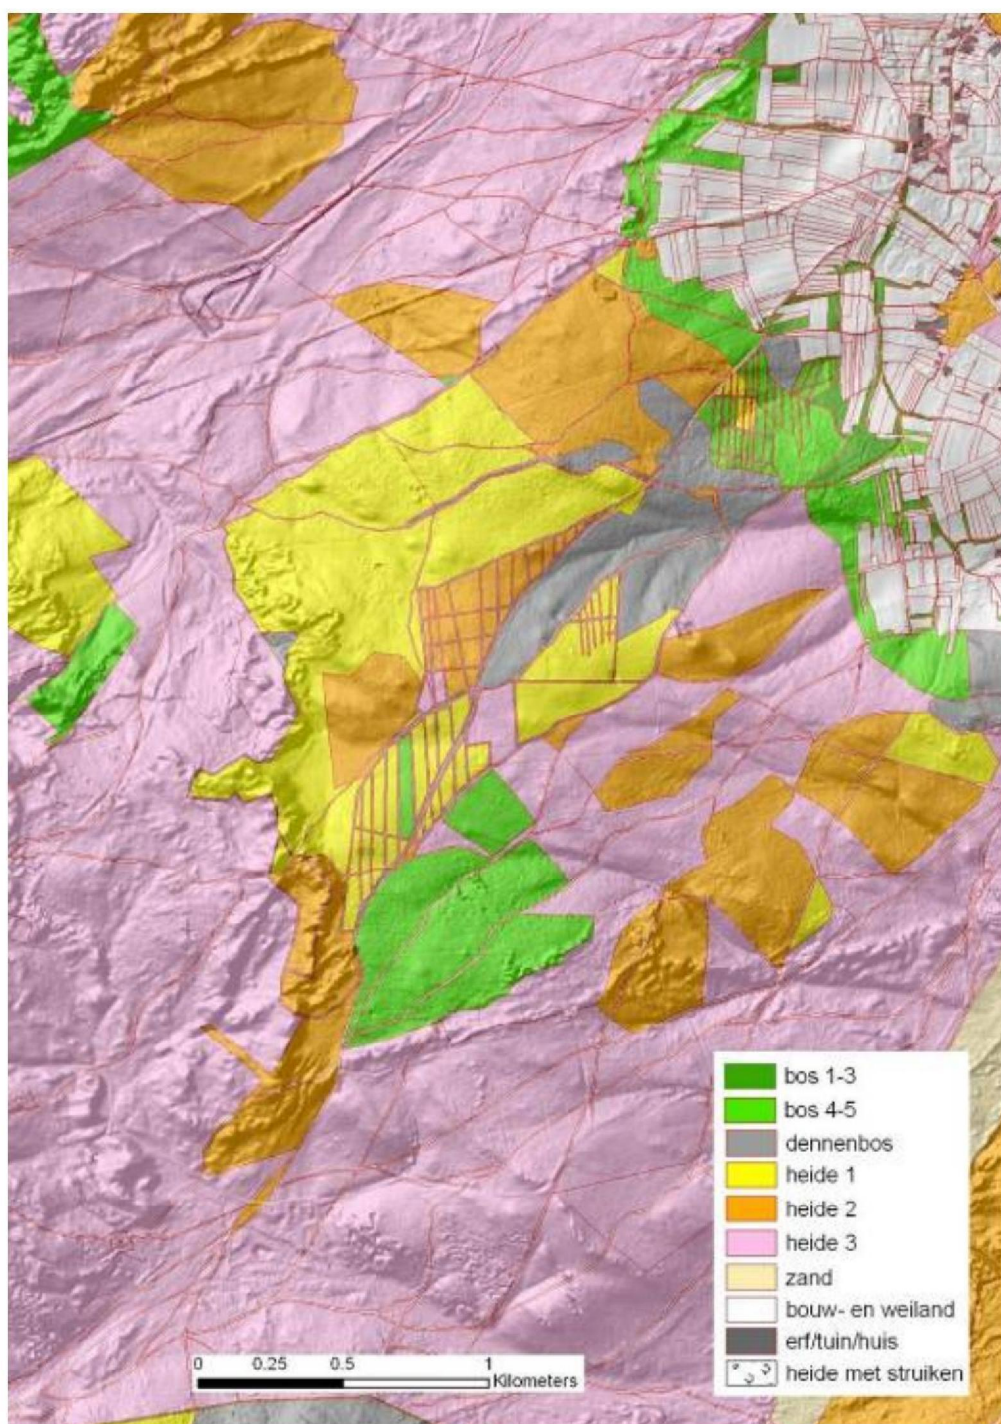 bos 1-3
bos 4-5
dennenbos
heide 1
heide 2
heide 3
zand
bouw- en weiland
erf/tuin/huis
heide met struiken
0 0.25 0.5 1
Kilometers